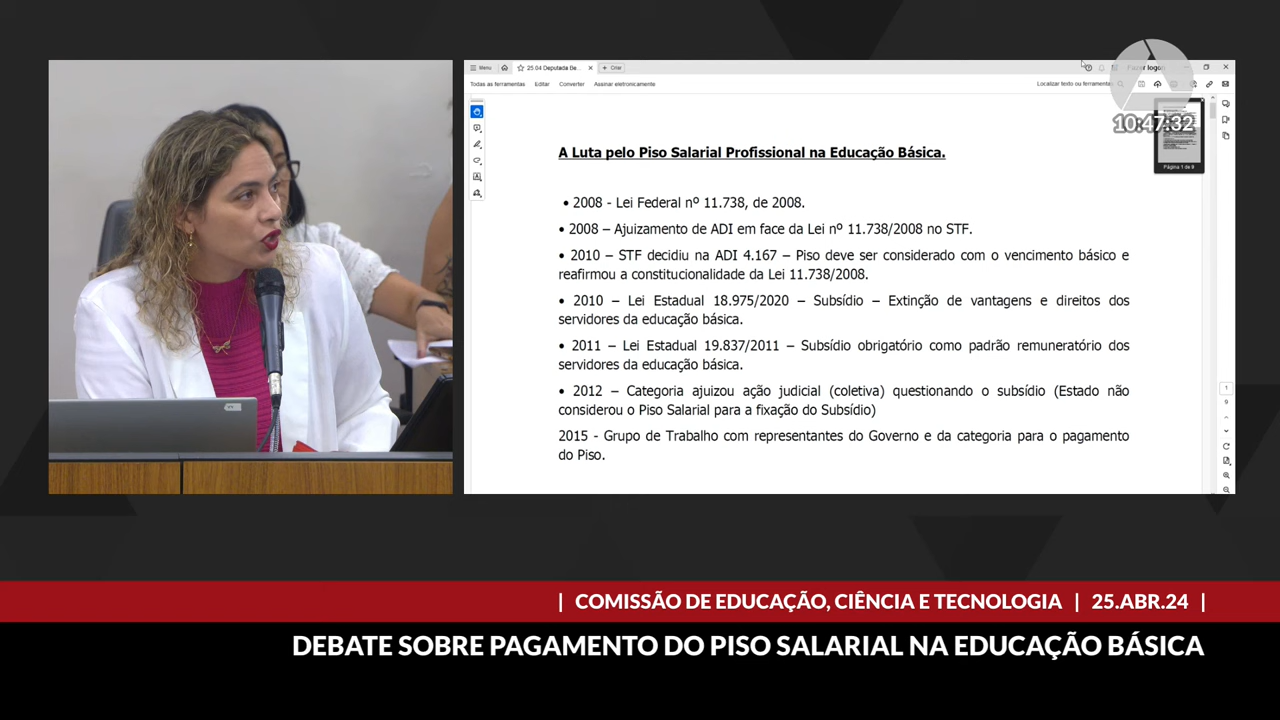 Menu
25.04 Deputada Be...
+ Criar
Fazer logon
Todas as ferramentas
Editar
Converter
Assinar eletronicamente
Localizar texto ou ferramentas
10:47:32
Página 1 de 9
A Luta pelo Piso Salarial Profissional na Educação Básica.
• 2008 - Lei Federal nº 11.738, de 2008.
• 2008 – Ajuizamento de ADI em face da Lei nº 11.738/2008 no STF.
• 2010 – STF decidiu na ADI 4.167 – Piso deve ser considerado com o vencimento básico e
reafirmou a constitucionalidade da Lei 11.738/2008.
• 2010 – Lei Estadual 18.975/2020 – Subsídio – Extinção de vantagens e direitos dos
servidores da educação básica.
• 2011 – Lei Estadual 19.837/2011 – Subsídio obrigatório como padrão remuneratório dos
servidores da educação básica.
• 2012 – Categoria ajuizou ação judicial (coletiva) questionando o subsídio (Estado não
considerou o Piso Salarial para a fixação do Subsídio)
2015 - Grupo de Trabalho com representantes do Governo e da categoria para o pagamento
do Piso.
1
9
| COMISSÃO DE EDUCAÇÃO, CIÊNCIA E TECNOLOGIA | 25.ABR.24 |
DEBATE SOBRE PAGAMENTO DO PISO SALARIAL NA EDUCAÇÃO BÁSICA